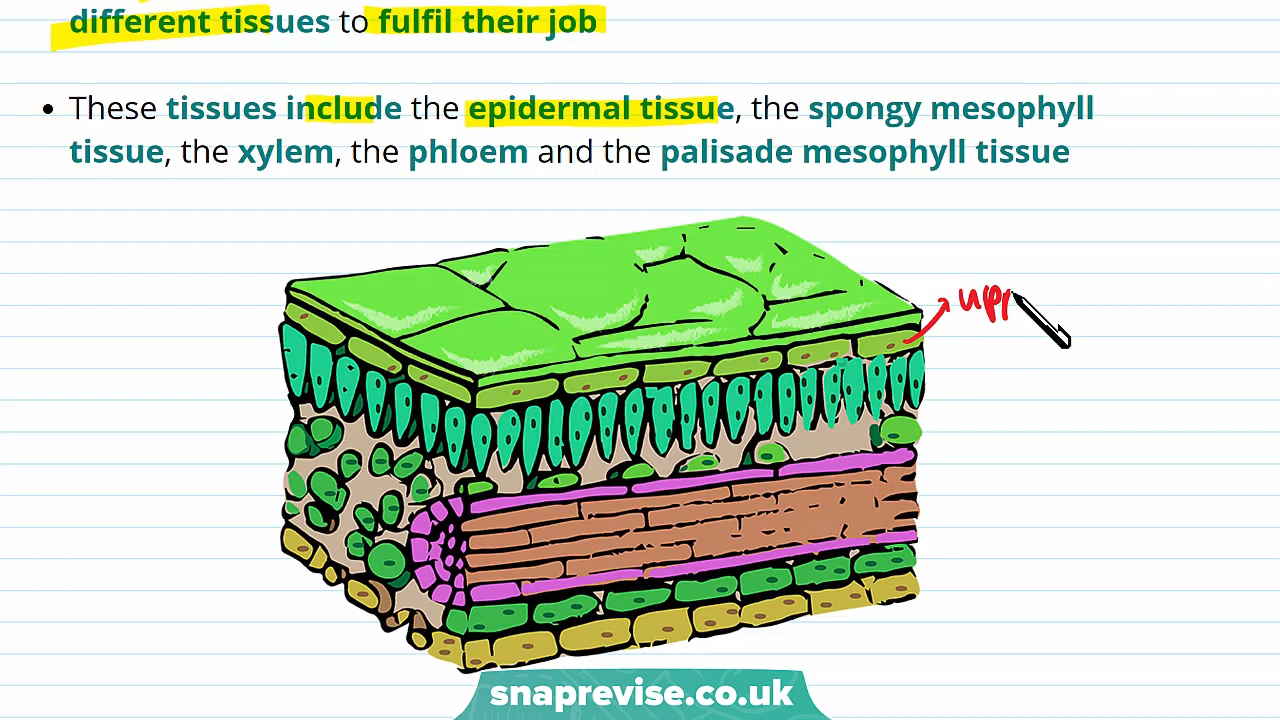 different tissues to fulfil their job
• These tissues include the epidermal tissue, the spongy mesophyll
tissue, the xylem, the phloem and the palisade mesophyll tissue
upp
snaprevise.co.uk